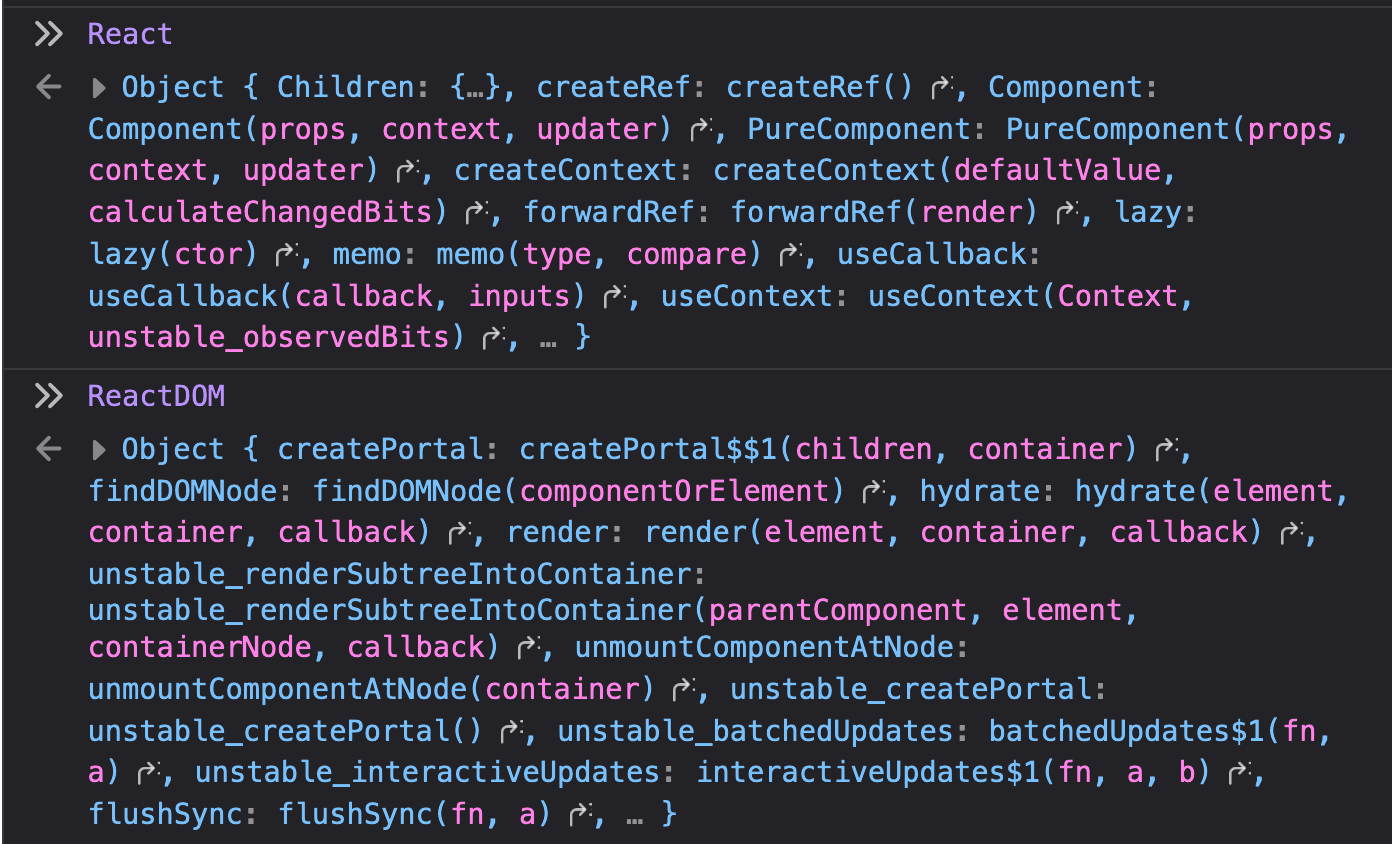 React
Object { Children: {…}, createRef: createRef() , Component:
Component(props, context, updater) , PureComponent: PureComponent(props,
context, updater) , createContext: createContext(defaultValue,
calculateChangedBits) , forwardRef: forwardRef(render) , lazy:
lazy(ctor) , memo: memo(type, compare) , useCallback:
useCallback(callback, inputs) , useContext: useContext(Context,
unstable_observedBits) , … }
ReactDOM
Object { createPortal: createPortal$$1(children, container) ,
findDOMNode: findDOMNode(componentOrElement) , hydrate: hydrate(element,
container, callback) , render: render(element, container, callback) ,
unstable_renderSubtreeIntoContainer:
unstable_renderSubtreeIntoContainer(parentComponent, element,
containerNode, callback) , unmountComponentAtNode:
unmountComponentAtNode(container) , unstable_createPortal:
unstable_createPortal() , unstable_batchedUpdates: batchedUpdates$1(fn,
a) , unstable_interactiveUpdates: interactiveUpdates$1(fn, a, b) ,
flushSync: flushSync(fn, a) , … }